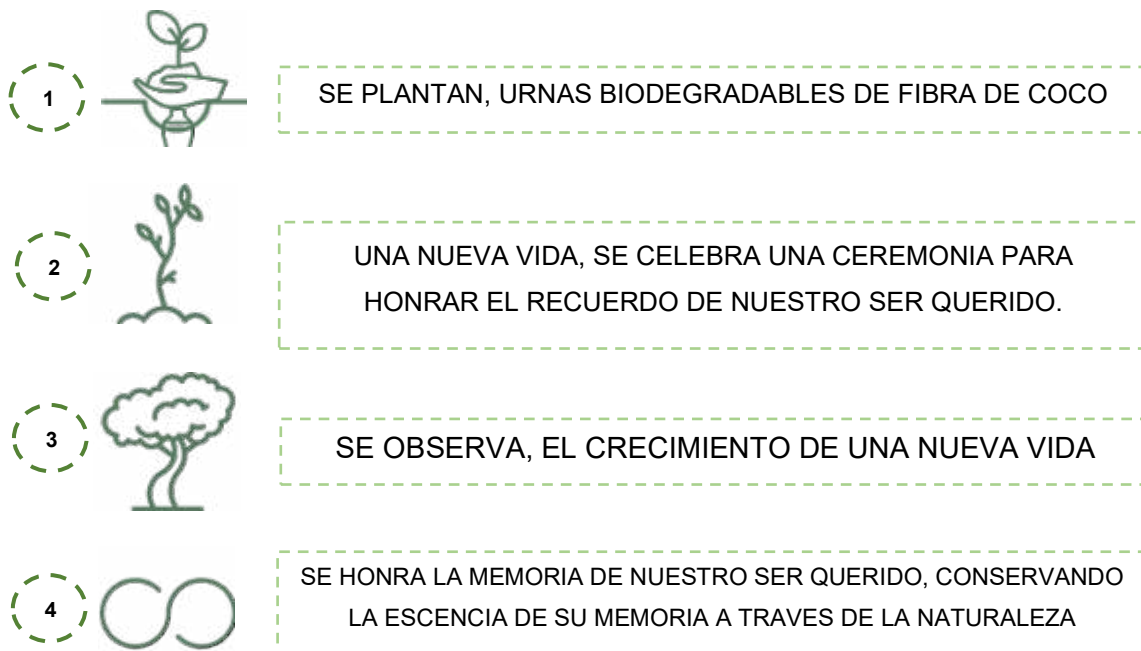 1
SE PLANTAN, URNAS BIODEGRADABLES DE FIBRA DE COCO
2
UNA NUEVA VIDA, SE CELEBRA UNA CEREMONIA PARA
HONRAR EL RECUERDO DE NUESTRO SER QUERIDO.
3
SE OBSERVA, EL CRECIMIENTO DE UNA NUEVA VIDA
4
SE HONRA LA MEMORIA DE NUESTRO SER QUERIDO, CONSERVANDO
LA ESCENCIA DE SU MEMORIA A TRAVES DE LA NATURALEZA